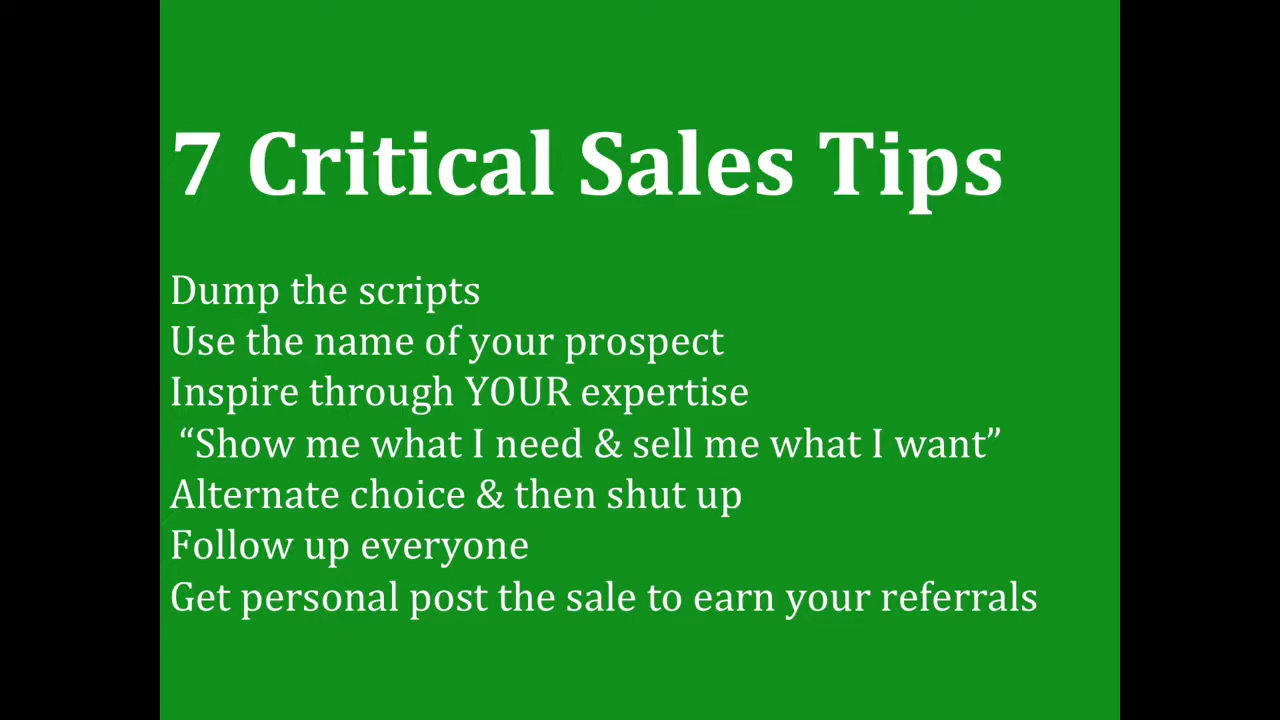 7 Critical Sales Tips
Dump the scripts
Use the name of your prospect
Inspire through YOUR expertise
“Show me what I need & sell me what I want”
Alternate choice & then shut up
Follow up everyone
Get personal post the sale to earn your referrals